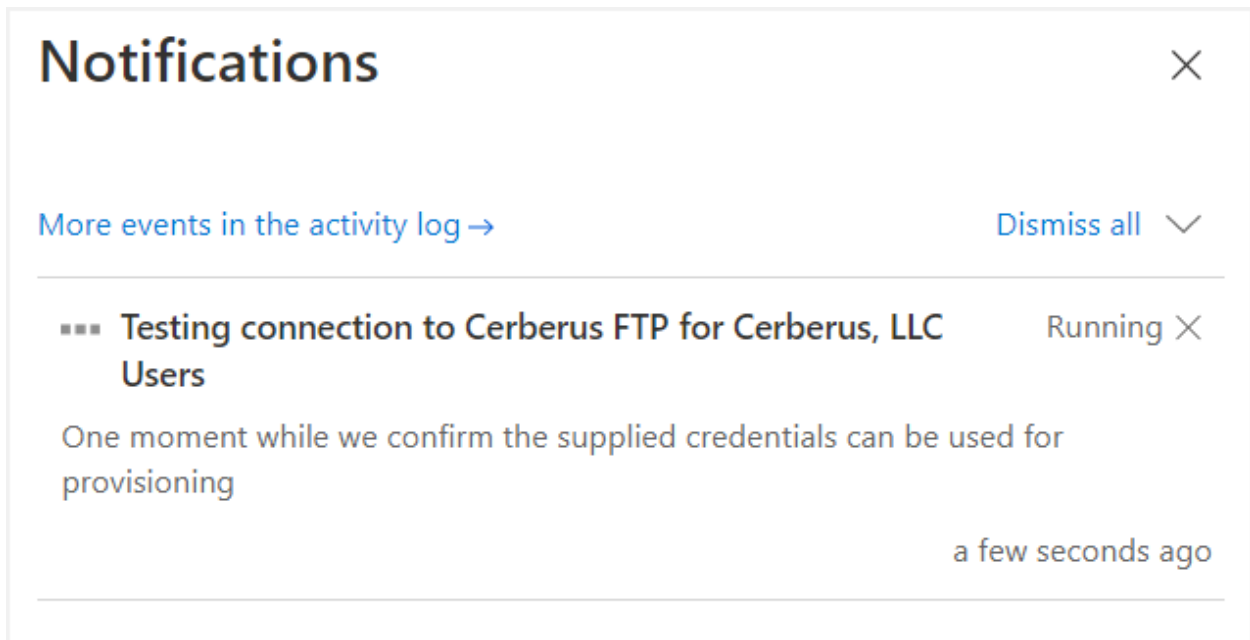 Notifications
More events in the activity log →
Dismiss all
Testing connection to Cerberus FTP for Cerberus, LLC
Users
Running
One moment while we confirm the supplied credentials can be used for
provisioning
a few seconds ago